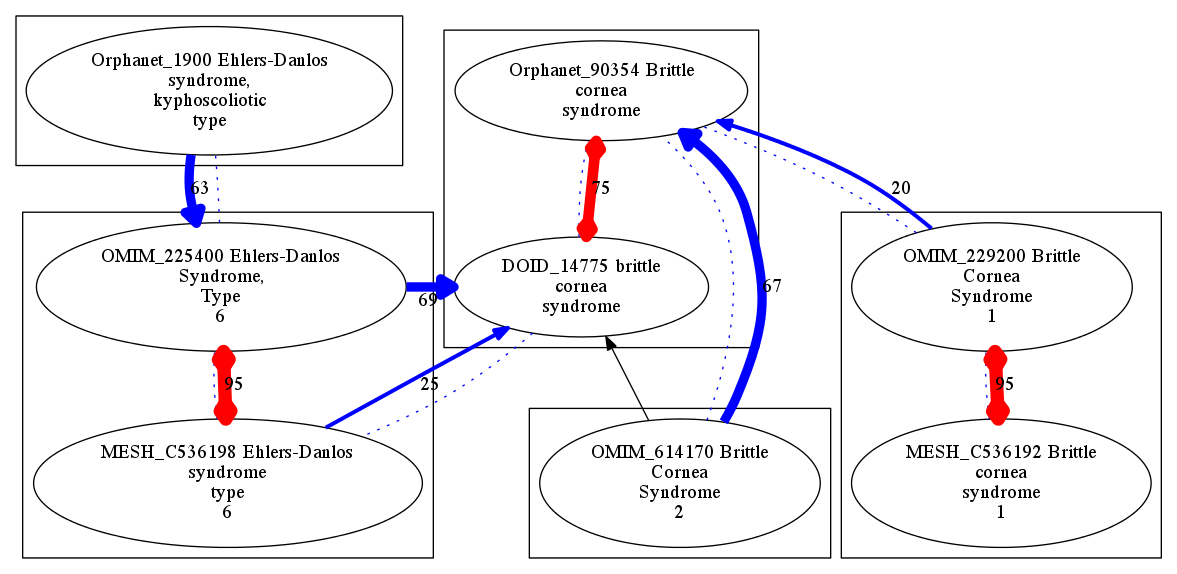 Orphanet_1900 Ehlers-Danlos
syndrome,
kyphoscoliotic
type
Orphanet_90354 Brittle
cornea
syndrome
63
75
20
OMIM_225400 Ehlers-Danlos
Syndrome,
Type
6
69
DOID_14775 brittle
cornea
syndrome
67
OMIM_229200 Brittle
Cornea
Syndrome
1
95
25
95
MESH_C536198 Ehlers-Danlos
syndrome
type
6
OMIM_614170 Brittle
Cornea
Syndrome
2
MESH_C536192 Brittle
cornea
syndrome
1